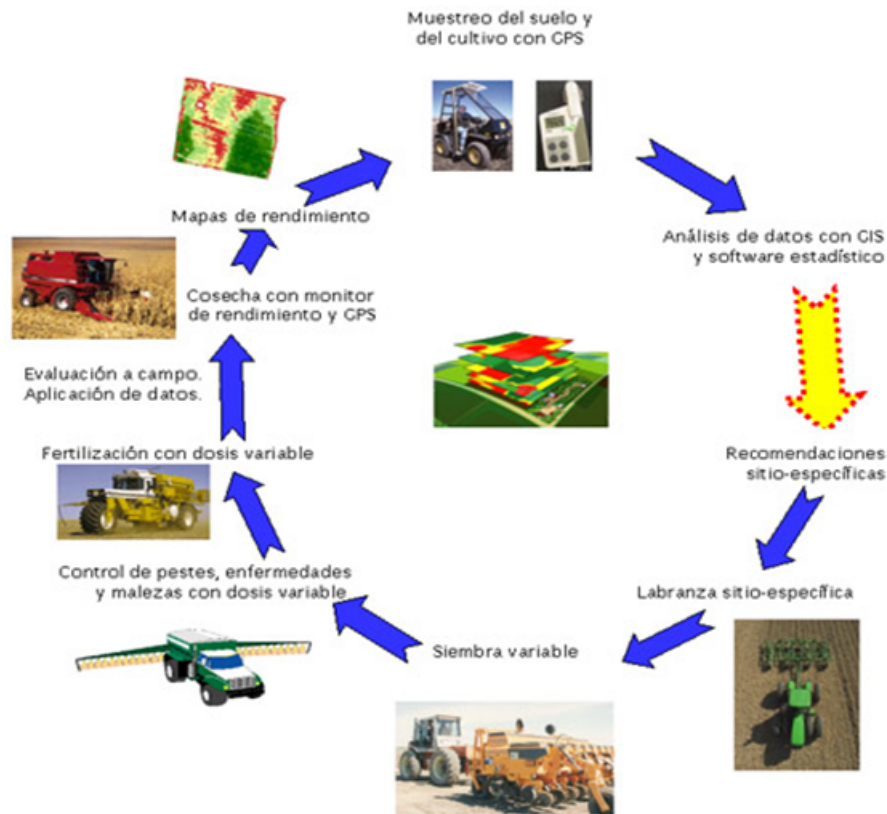 Muestreo del suelo y
del cultivo con GPS
Análisis de datos con GIS
y software estadístico
Recomendaciones
sitio-específicas
Labranza sitio-específica
Siembra variable
Control de pestes, enfermedades
y malezas con dosis variable
Fertilización con dosis variable
Evaluación a campo.
Aplicación de datos.
Cosecha con monitor
de rendimiento y GPS
Mapas de rendimiento